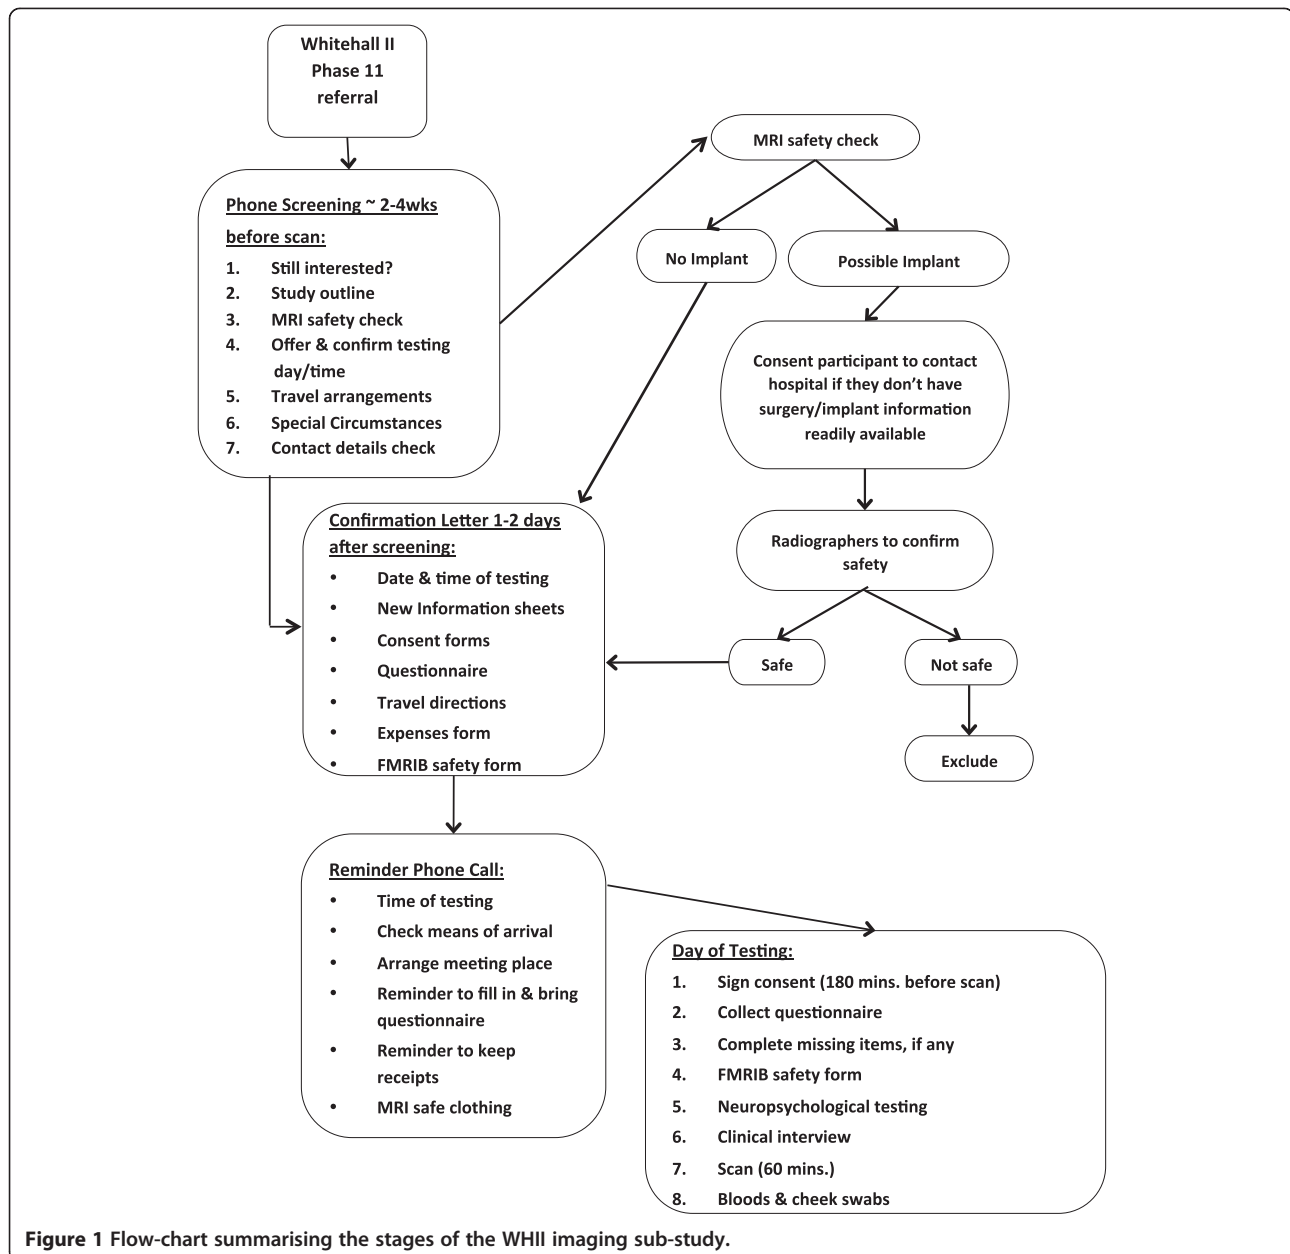 Whitehall II
Phase 11
referral
Phone Screening ~ 2-4wks
before scan:
1. Still interested?
2. Study outline
3. MRI safety check
4. Offer & confirm testing
day/time
5. Travel arrangements
6. Special Circumstances
7. Contact details check
MRI safety check
No Implant
Possible Implant
Consent participant to contact
hospital if they don’t have
surgery/implant information
readily available
Radiographers to confirm
safety
Safe
Not safe
Exclude
Confirmation Letter 1-2 days
after screening:
• Date & time of testing
• New Information sheets
• Consent forms
• Questionnaire
• Travel directions
• Expenses form
• FMRIB safety form
Reminder Phone Call:
• Time of testing
• Check means of arrival
• Arrange meeting place
• Reminder to fill in & bring
questionnaire
• Reminder to keep
receipts
• MRI safe clothing
Day of Testing:
1. Sign consent (180 mins. before scan)
2. Collect questionnaire
3. Complete missing items, if any
4. FMRIB safety form
5. Neuropsychological testing
6. Clinical interview
7. Scan (60 mins.)
8. Bloods & cheek swabs
Figure 1 Flow-chart summarising the stages of the WHII imaging sub-study.